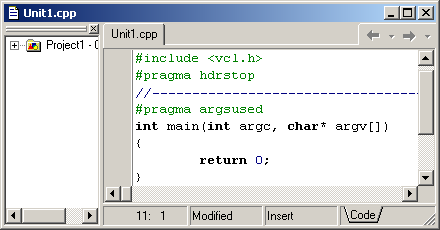 Unit1.cpp
Project1 - C
Unit1.cpp
#include <vcl.h>
#pragma hdrstop
//-----------------------------------
#pragma argsused
int main(int argc, char* argv[])
{
return 0;
}
11: 1 Modified Insert Code